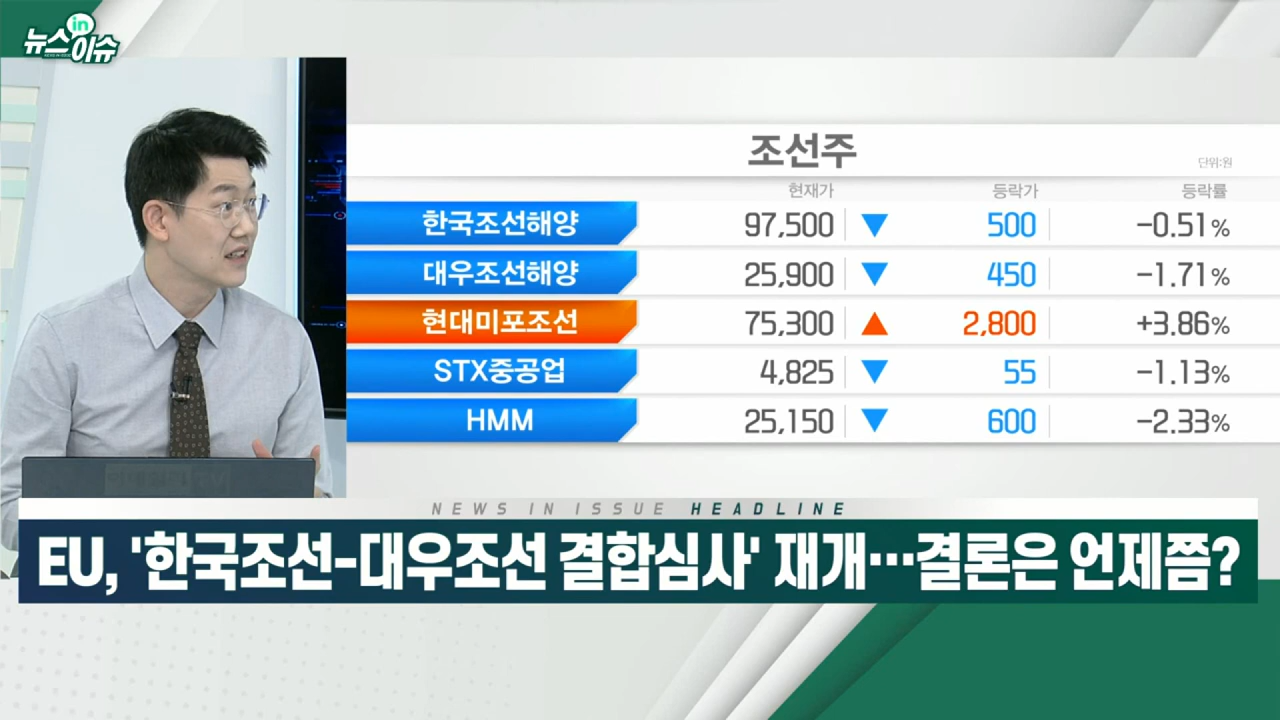 뉴스in이슈
조선주
단위:원
현재가 등락가 등락률
한국조선해양 97,500 ▼ 500 -0.51%
대우조선해양 25,900 ▼ 450 -1.71%
현대미포조선 75,300 ▲ 2,800 +3.86%
STX중공업 4,825 ▼ 55 -1.13%
HMM 25,150 ▼ 600 -2.33%
NEWS IN ISSUE HEADLINE
EU, '한국조선-대우조선 결합심사' 재개…결론은 언제쯤?